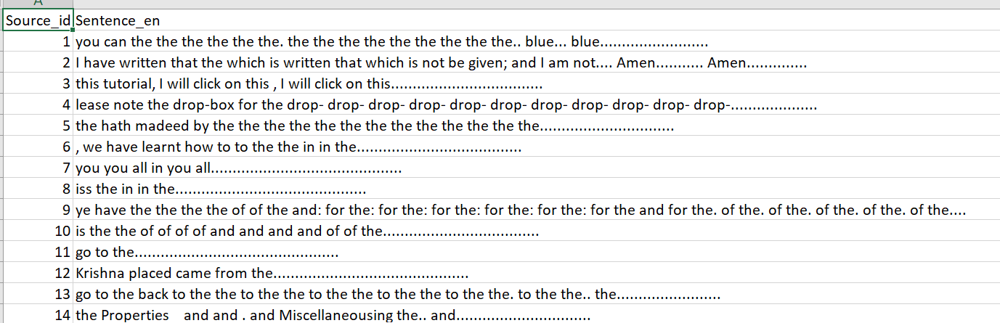 A
Source_id Sentence_en
1 you can the the the the the the. the the the the the the the the the the.. blue... blue.........................
2 I have written that the which is written that which is not be given; and I am not.... Amen........... Amen..............
3 this tutorial, I will click on this , I will click on this...................................
4 lease note the drop-box for the drop- drop- drop- drop- drop- drop- drop- drop- drop- drop- drop-....................
5 the hath madeed by the the the the the the the the the the the the the...............................
6 , we have learnt how to to the the in in the......................................
7 you you all in you all............................................
8 iss the in in the............................................
9 ye have the the the the of of the and: for the: for the: for the: for the: for the: for the and for the. of the. of the. of the. of the. of the....
10 is the the of of of of and and and and of of the....................................
11 go to the...............................................
12 Krishna placed came from the.............................................
13 go to the back to the the to the the to the the to the the to the the. to the the.. the........................
14 the Properties and and . and Miscellaneousing the.. and...............................